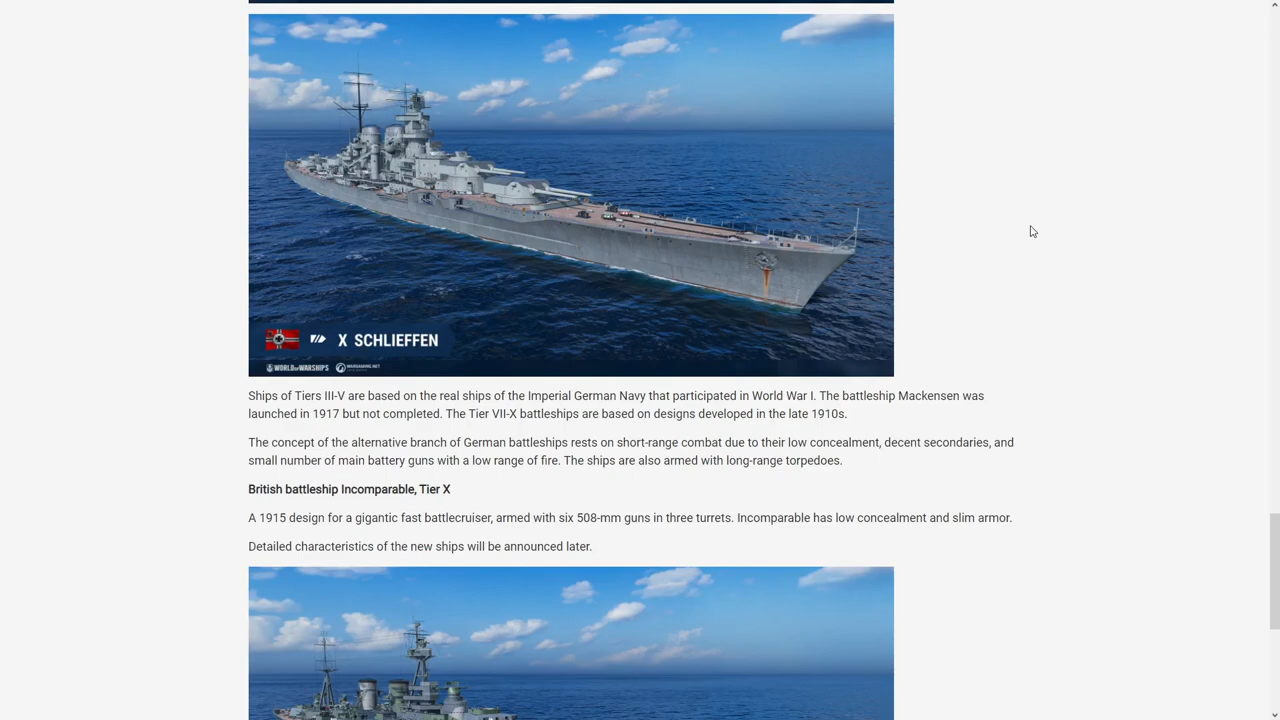 X SCHLIEFFEN
WORLD OF WARSHIPS WARGAMING.NET
Ships of Tiers III-V are based on the real ships of the Imperial German Navy that participated in World War I. The battleship Mackensen was
launched in 1917 but not completed. The Tier VII-X battleships are based on designs developed in the late 1910s.
The concept of the alternative branch of German battleships rests on short-range combat due to their low concealment, decent secondaries, and
small number of main battery guns with a low range of fire. The ships are also armed with long-range torpedoes.
British battleship Incomparable, Tier X
A 1915 design for a gigantic fast battlecruiser, armed with six 508-mm guns in three turrets. Incomparable has low concealment and slim armor.
Detailed characteristics of the new ships will be announced later.